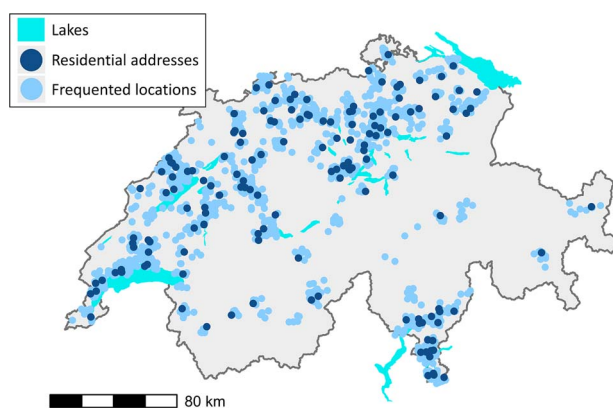 Lakes
Residential addresses
Frequented locations
80 km